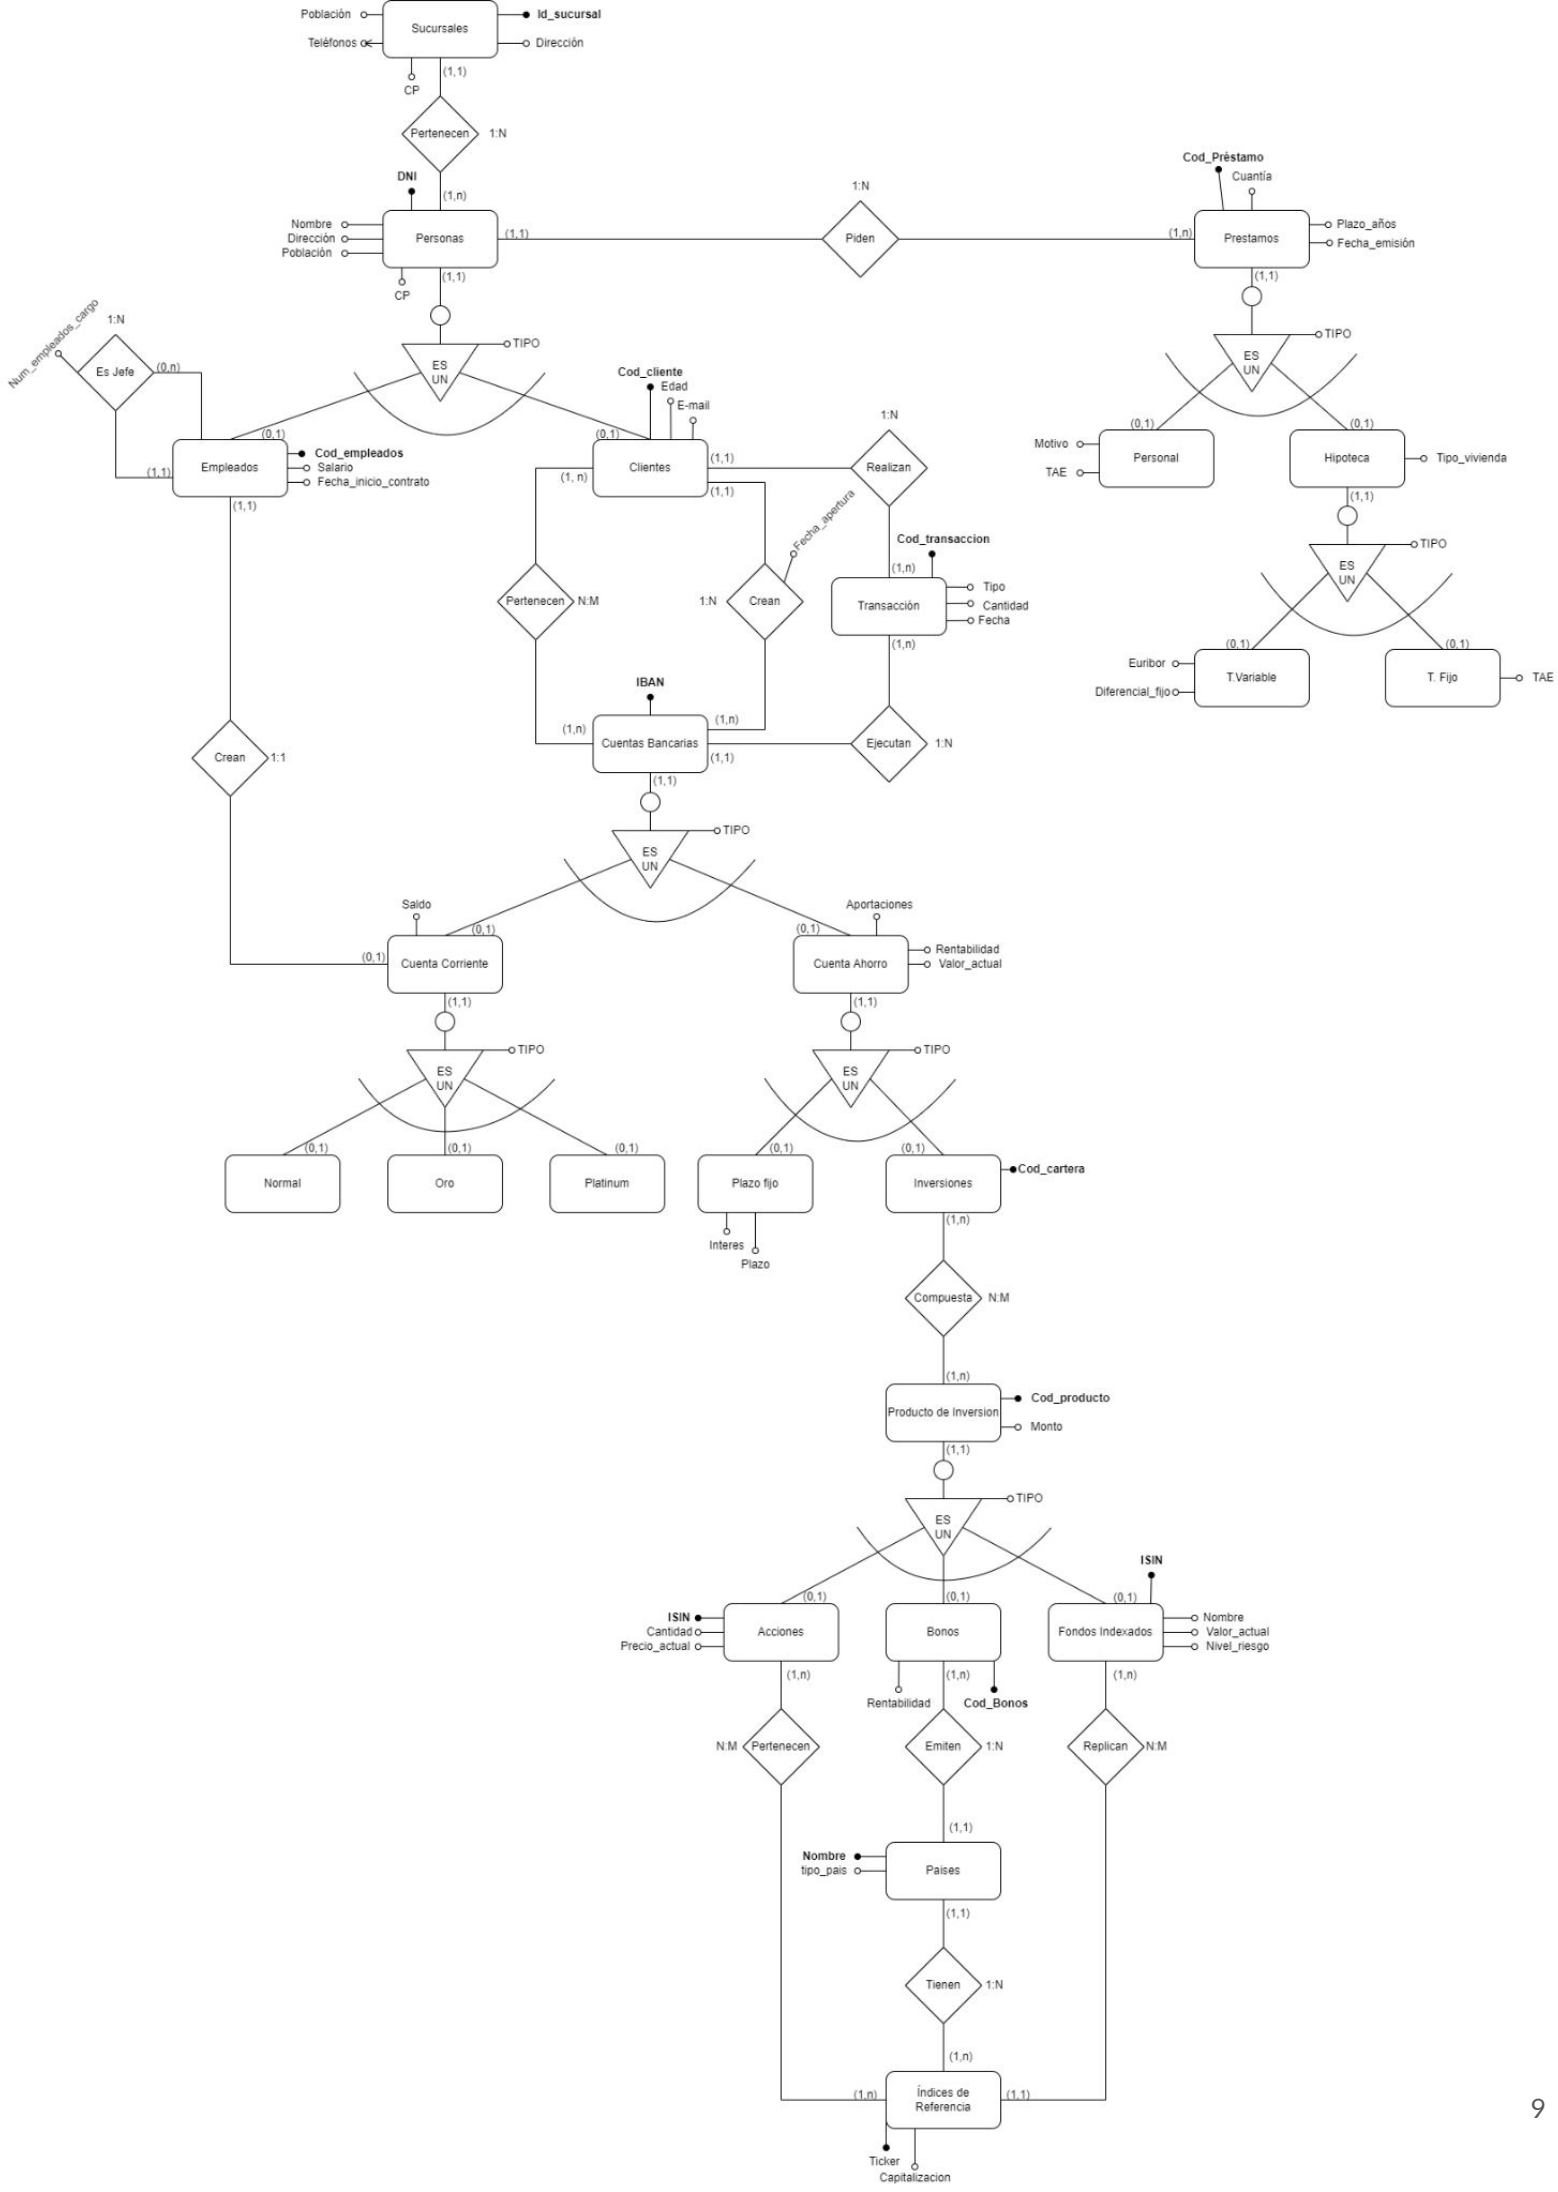 Población
Id_sucursal
Sucursales
Teléfonos
Dirección
(1,1)
CP
Pertenecen
1:N
DNI
(1,n)
Cod_Préstamo
Cuantía
1:N
Nombre
Dirección
Población
Personas
(1,1)
Piden
(1,n)
Prestamos
Plazo_años
Fecha_emisión
(1,1)
CP
(1,1)
Num_empleados_cargo
1:N
Es Jefe
(0,n)
TIPO
ES
UN
TIPO
ES
UN
Cod_cliente
Edad
E-mail
1:N
(0,1)
(0,1)
(1,1)
Empleados
Cod_empleados
Salario
Fecha_inicio_contrato
(1,1)
Clientes
(1,1)
(1, n)
(1,1)
Realizan
(0,1)
(0,1)
Motivo
TAE
Personal
Hipoteca
Tipo_vivienda
(1,1)
Fecha_apertura
Cod_transaccion
(1,n)
TIPO
ES
UN
Pertenecen
N:M
1:N
Crean
Transacción
Tipo
Cantidad
Fecha
(1,n)
(0,1)
(0,1)
Euribor
Diferencial_fijo
T.Variable
T. Fijo
TAE
IBAN
(1,n)
(1,n)
Cuentas Bancarias
(1,1)
Ejecutan
1:N
(1,1)
Crean
1:1
TIPO
ES
UN
Saldo
Aportaciones
(0,1)
(0,1)
(0,1)
Cuenta Corriente
Cuenta Ahorro
Rentabilidad
Valor_actual
(1,1)
(1,1)
TIPO
ES
UN
TIPO
ES
UN
(0,1)
(0,1)
(0,1)
(0,1)
(0,1)
Normal
Oro
Platinum
Plazo fijo
Inversiones
Cod_cartera
(1,n)
Interes
Plazo
Compuesta
N:M
(1,n)
Producto de Inversion
Cod_producto
Monto
(1,1)
TIPO
ES
UN
ISIN
(0,1)
(0,1)
(0,1)
ISIN
Cantidad
Precio_actual
Acciones
Bonos
Fondos Indexados
Nombre
Valor_actual
Nivel_riesgo
(1,n)
(1,n)
(1,n)
Rentabilidad
Cod_Bonos
N:M
Pertenecen
Emiten
1:N
Replican
N:M
(1,1)
Nombre
tipo_pais
Paises
(1,1)
Tienen
1:N
(1,n)
(1,n)
Índices de
Referencia
(1,1)
Ticker
Capitalizacion
9